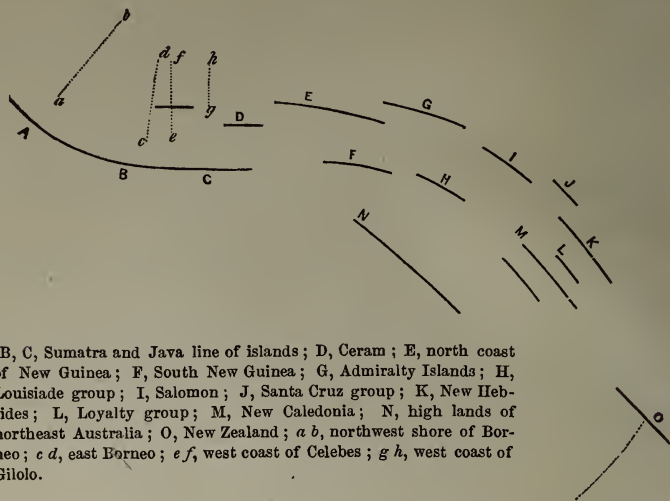 b
d f h
a
E G
g
A D
c e
I
F
B C H J
N
M K
L
B, C, Sumatra and Java line of islands; D, Ceram; E, north coast
of New Guinea; F, South New Guinea; G, Admiralty Islands; H,
Louisiade group; I, Salomon; J, Santa Cruz group; K, New Heb-
ides; L, Loyalty group; M, New Caledonia; N, high lands of
northeast Australia; O, New Zealand; a b, northwest shore of Bor-
neo; c d, east Borneo; e f, west coast of Celebes; g h, west coast of
Gilolo.
O